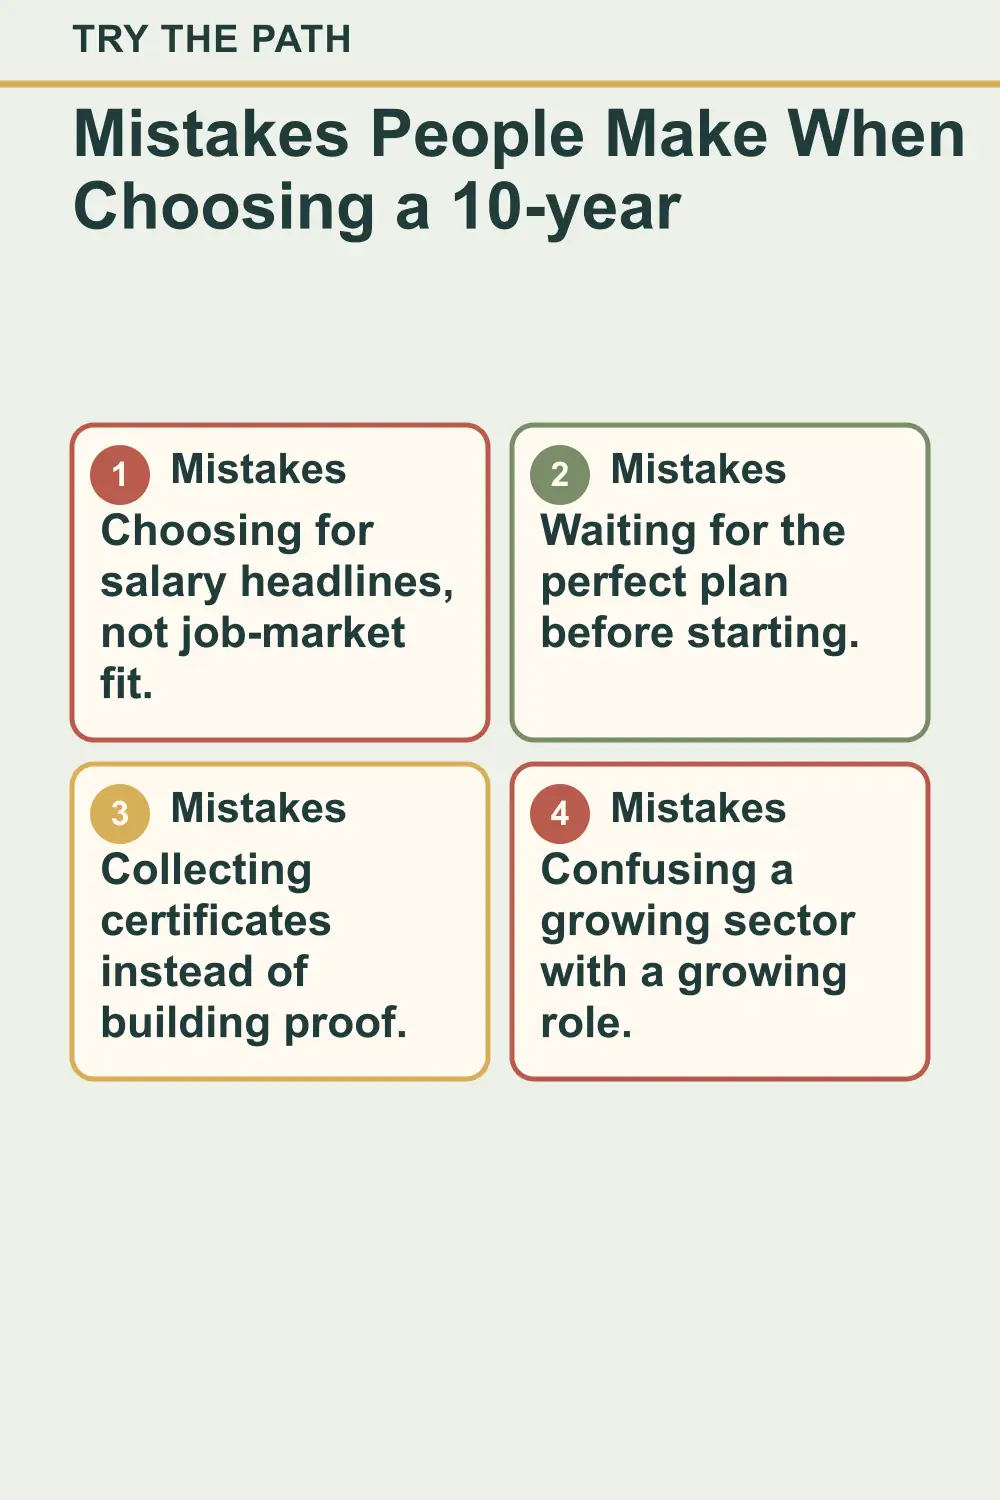 TRY THE PATH
Mistakes People Make When
Choosing a 10-year
1 Mistakes
Choosing for
salary headlines,
not job-market
fit.
2 Mistakes
Waiting for the
perfect plan
before starting.
3 Mistakes
Collecting
certificates
instead of
building proof.
4 Mistakes
Confusing a
growing sector
with a growing
role.